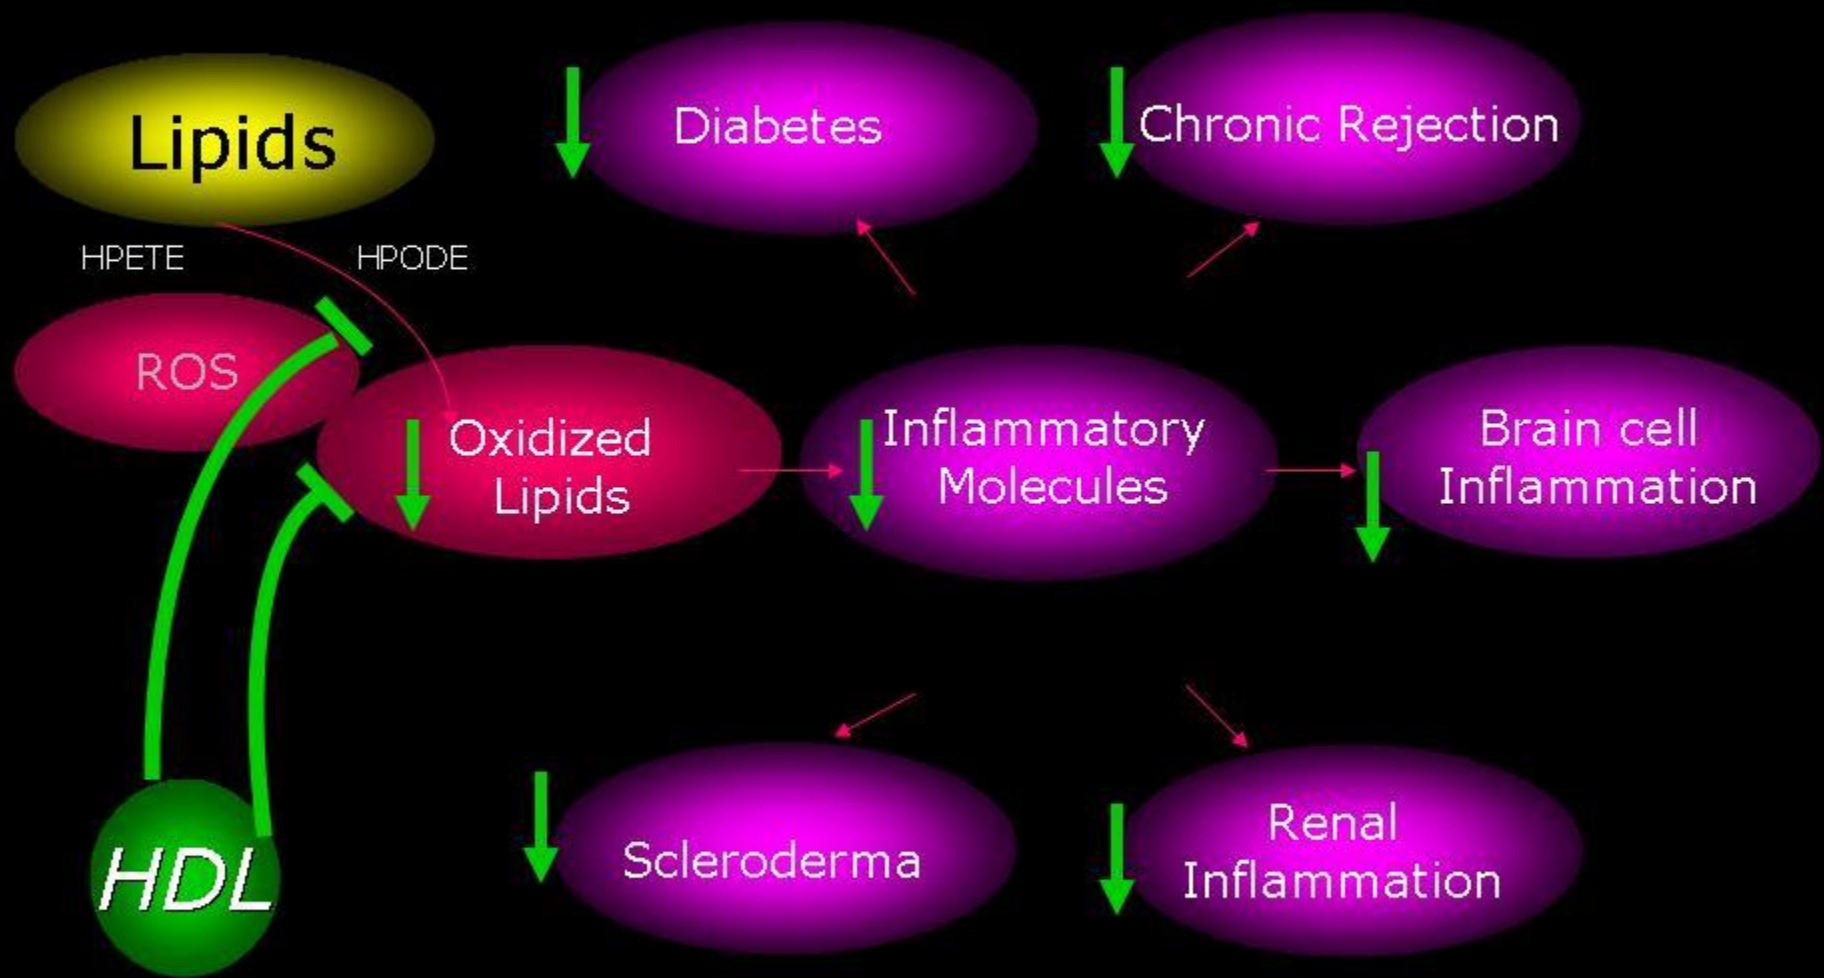 Lipids
Diabetes
Chronic Rejection
HPETE
HPODE
ROS
Oxidized
Lipids
Inflammatory
Molecules
Brain cell
Inflammation
HDL
Scleroderma
Renal
Inflammation